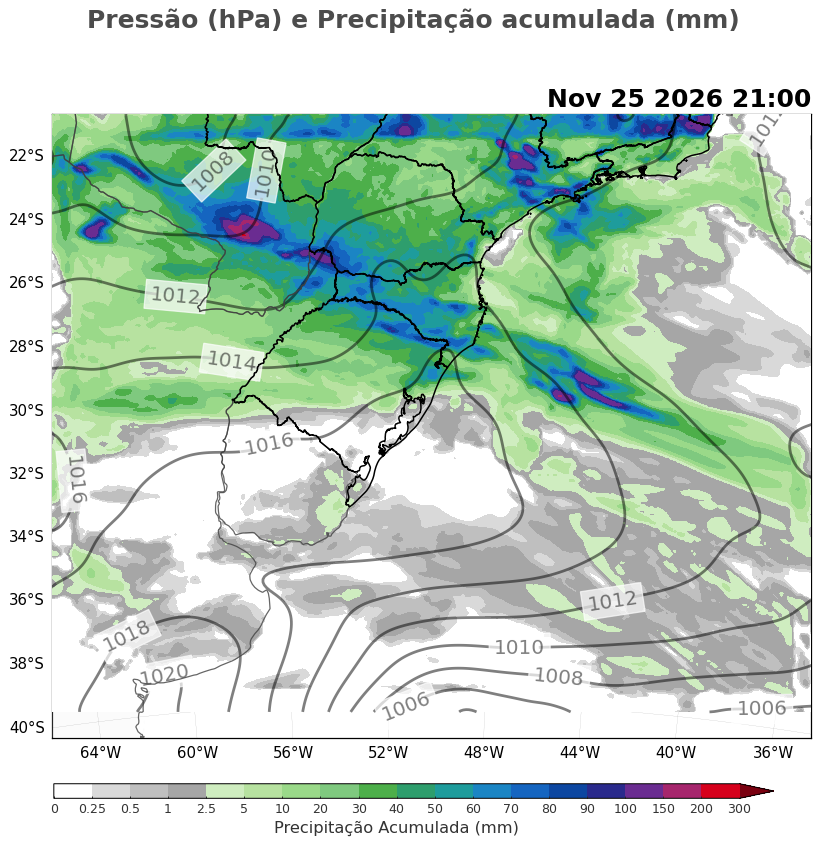 Pressão (hPa) e Precipitação acumulada (mm)
Nov 25 2026 21:00
22°S
24°S
26°S
28°S
30°S
32°S
34°S
36°S
38°S
40°S
1008
1010
1012
1014
1016
1016
1018
1020
1012
1010
1008
1006
1006
64°W 60°W 56°W 52°W 48°W 44°W 40°W 36°W
0 0.25 0.5 1 2.5 5 10 20 30 40 50 60 70 80 90 100 150 200 300
Precipitação Acumulada (mm)